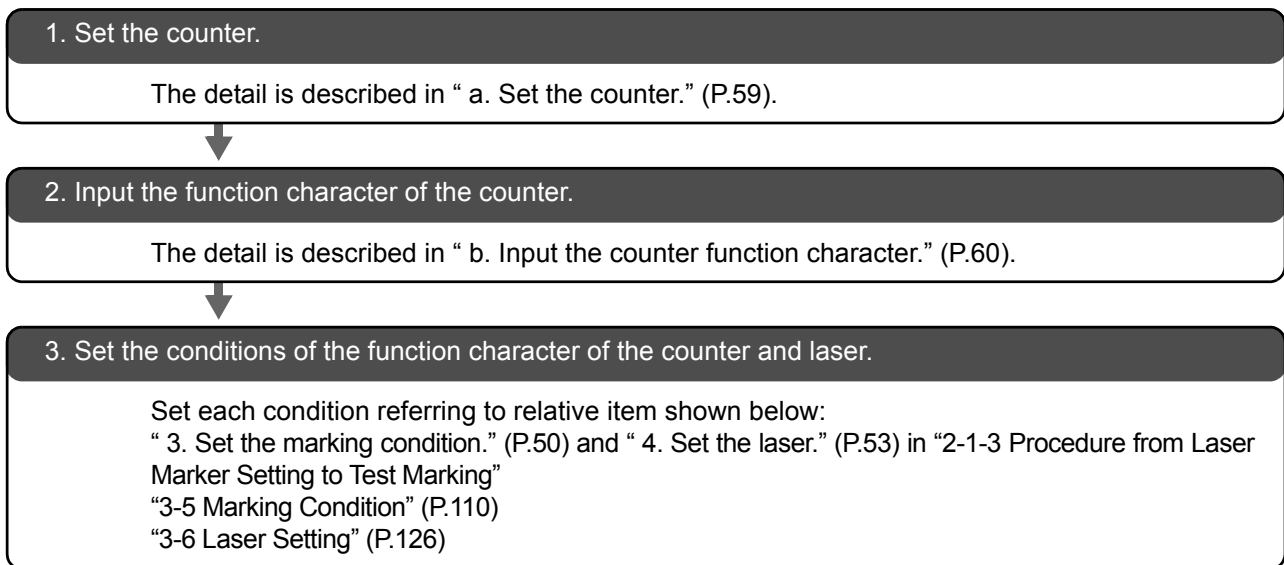 1. Set the counter.
The detail is described in “ a. Set the counter.” (P.59).
2. Input the function character of the counter.
The detail is described in “ b. Input the counter function character.” (P.60).
3. Set the conditions of the function character of the counter and laser.
Set each condition referring to relative item shown below:
“ 3. Set the marking condition.” (P.50) and “ 4. Set the laser.” (P.53) in “2-1-3 Procedure from Laser
Marker Setting to Test Marking”
“3-5 Marking Condition” (P.110)
“3-6 Laser Setting” (P.126)